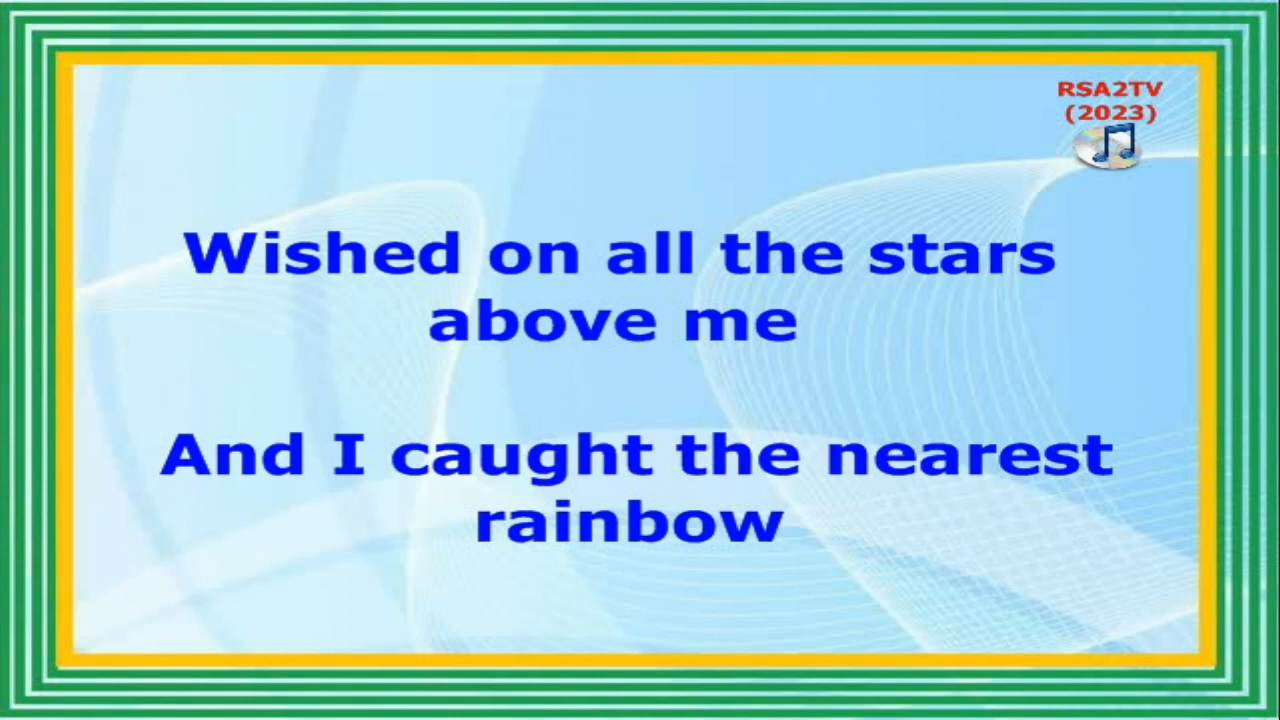 RSA2TV
(2023)
Wished on all the stars
above me
And I caught the nearest
rainbow